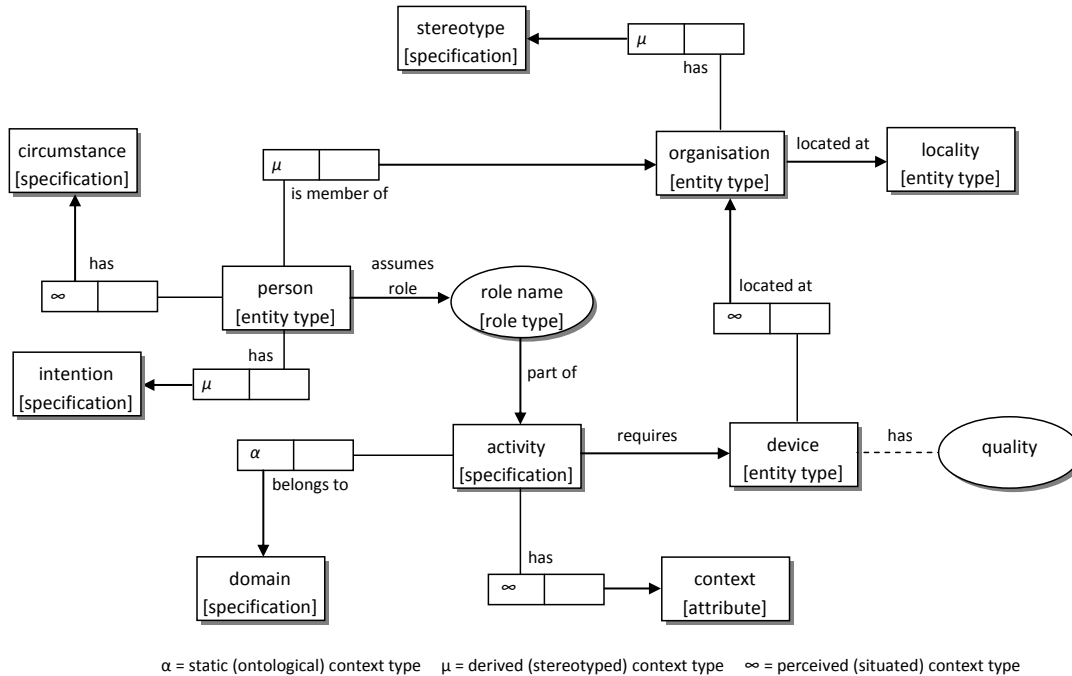 stereotype
[specification]
μ
has
circumstance
[specification]
μ
is member of
organisation
[entity type]
located at
locality
[entity type]
has
∞
person
[entity type]
assumes
role
role name
[role type]
located at
∞
intention
[specification]
has
μ
part of
α
belongs to
activity
[specification]
requires
device
[entity type]
has
quality
domain
[specification]
has
∞
context
[attribute]
α = static (ontological) context type μ = derived (stereotyped) context type ∞ = perceived (situated) context type